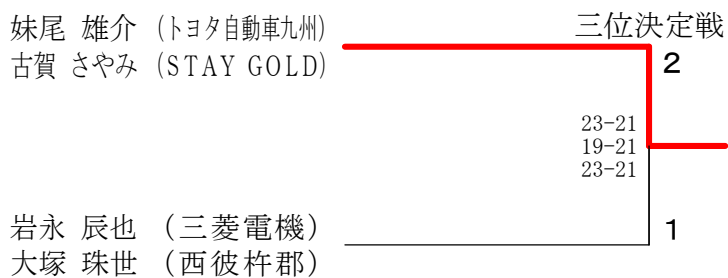 妹尾 雄介 (トヨタ自動車九州)
古賀 さやみ (STAY GOLD)
三位決定戦
2
23-21
19-21
23-21
1
岩永 辰也 (三菱電機)
大塚 珠世 (西彼杵郡)